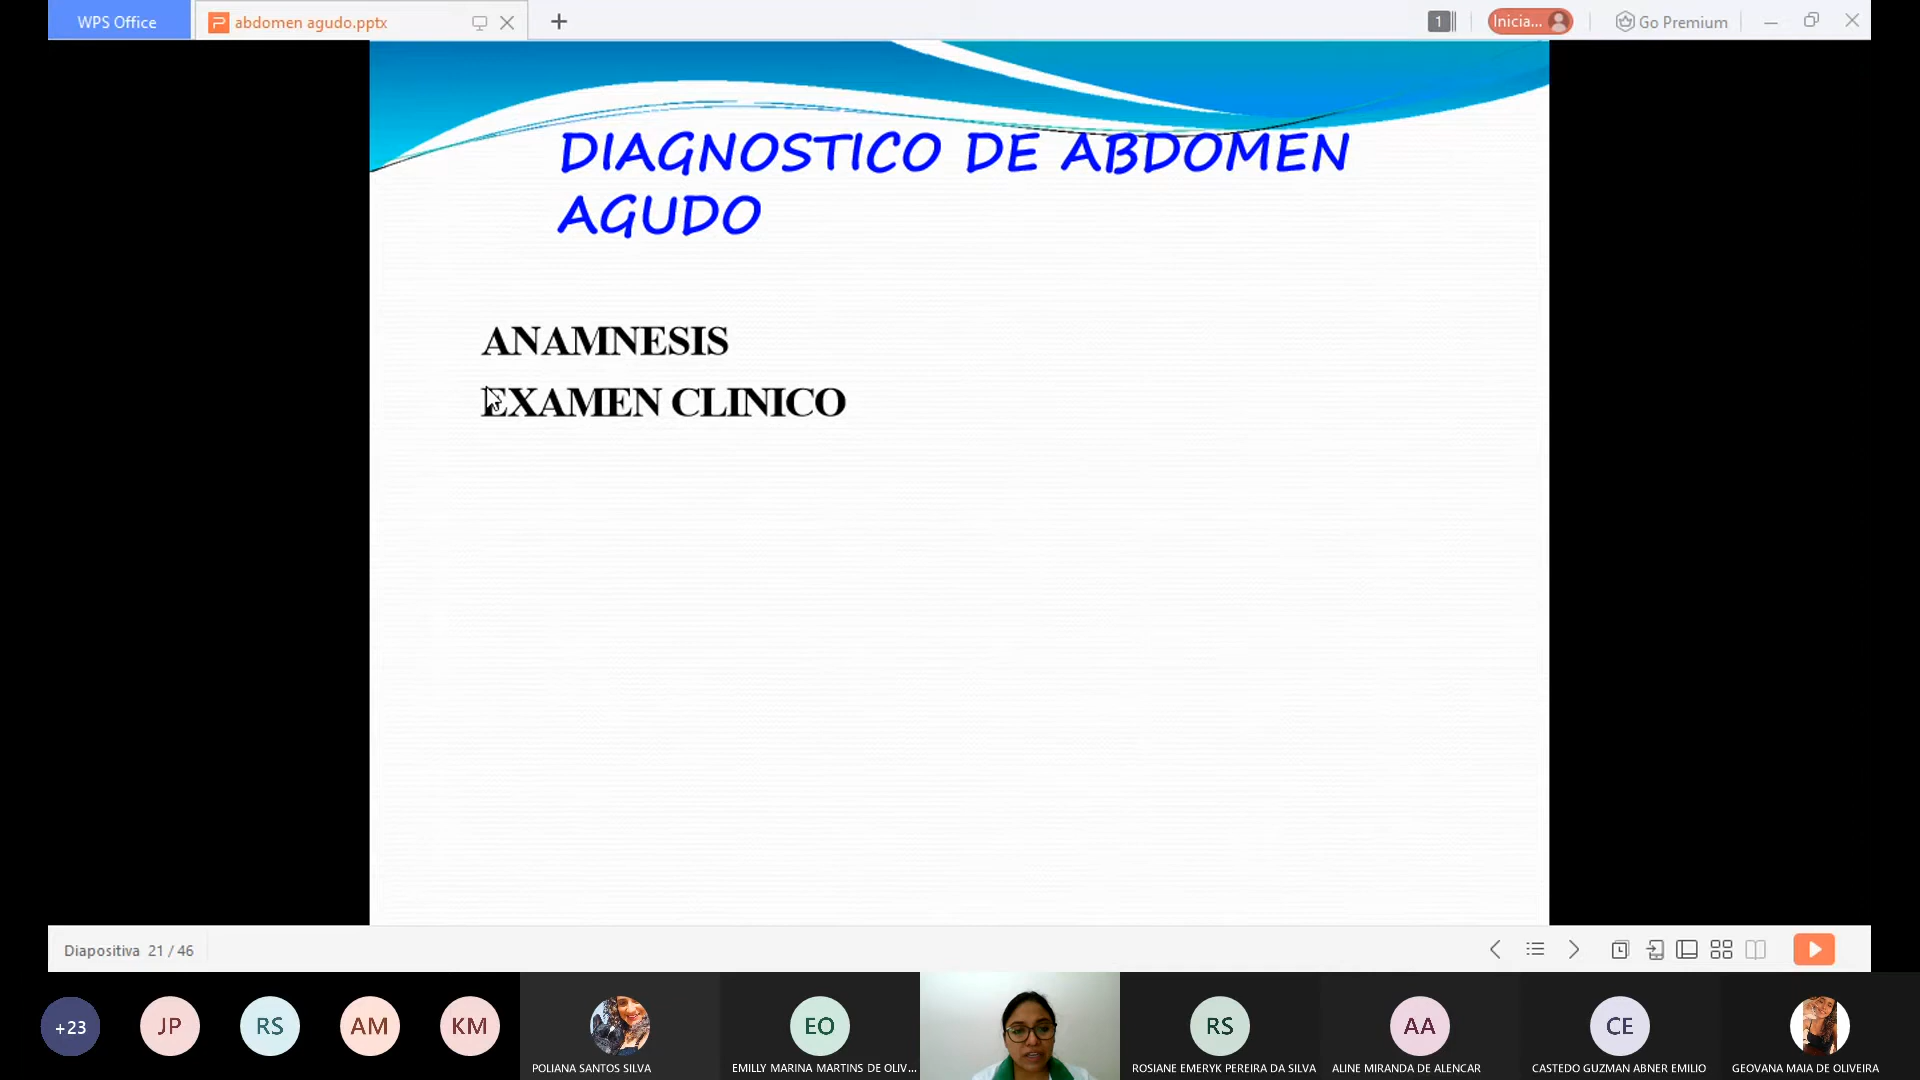 WPS Office
abdomen agudo.pptx
1
Inicia...
Go Premium
DIAGNOSTICO DE ABDOMEN
AGUDO
ANAMNESIS
EXAMEN CLINICO
Diapositiva 21 / 46
+23
JP
RS
AM
KM
EO
RS
AA
CE
POLIANA SANTOS SILVA
EMILLY MARINA MARTINS DE OLIV...
ROSIANE EMERYK PEREIRA DA SILVA
ALINE MIRANDA DE ALENCAR
CASTEDO GUZMAN ABNER EMILIO
GEOVANA MAIA DE OLIVEIRA